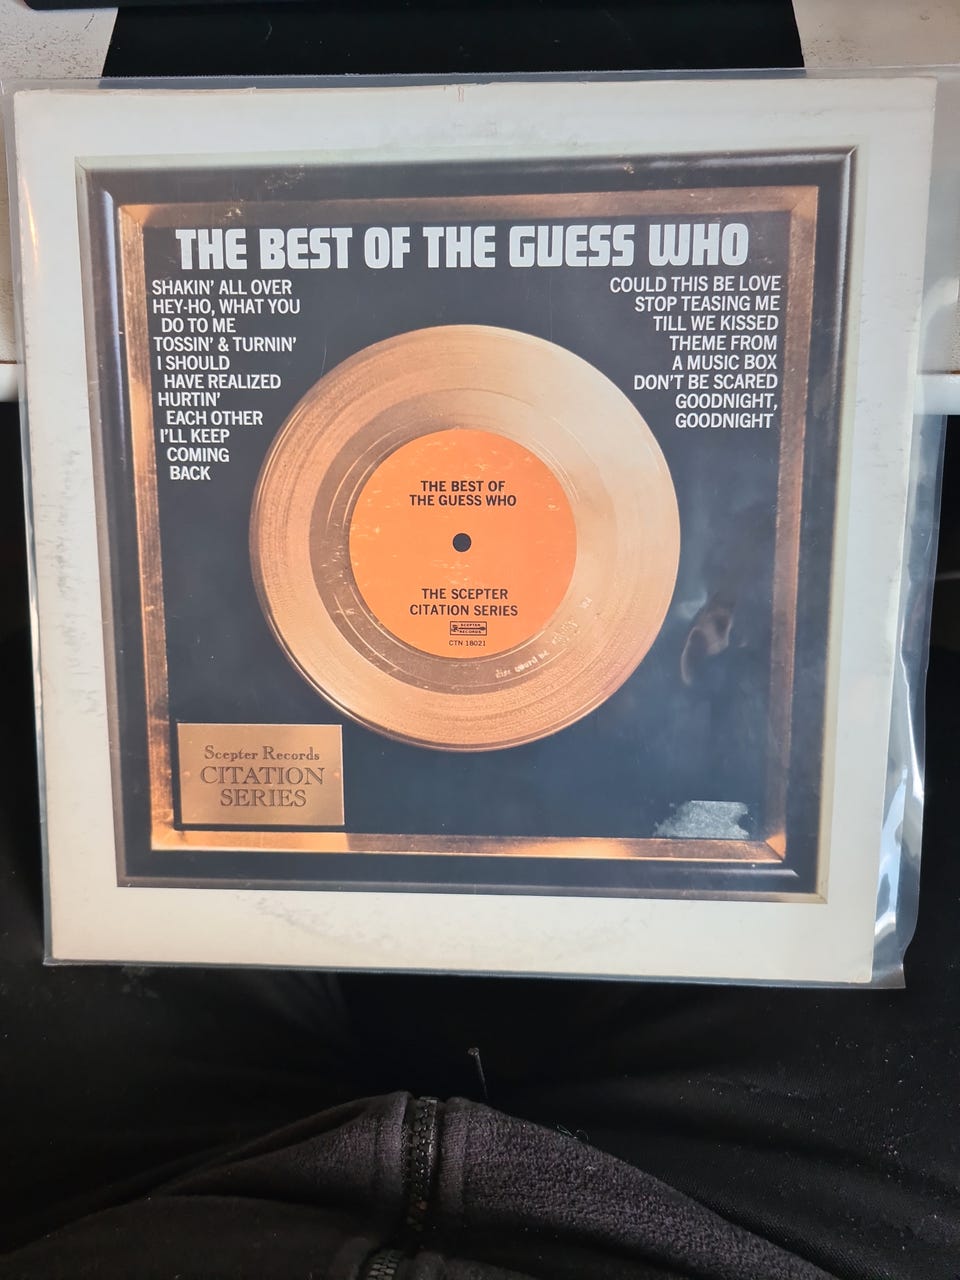 THE BEST OF THE GUESS WHO
SHAKIN' ALL OVER
HEY-HO, WHAT YOU
DO TO ME
TOSSIN' & TURNIN'
I SHOULD
HAVE REALIZED
HURTIN'
EACH OTHER
I'LL KEEP
COMING
BACK
COULD THIS BE LOVE
STOP TEASING ME
TILL WE KISSED
THEME FROM
A MUSIC BOX
DON'T BE SCARED
GOODNIGHT,
GOODNIGHT
THE BEST OF
THE GUESS WHO
THE SCEPTER
CITATION SERIES
SCEPTER
RECORDS
CTN 18021
Scepter Records
CITATION
SERIES